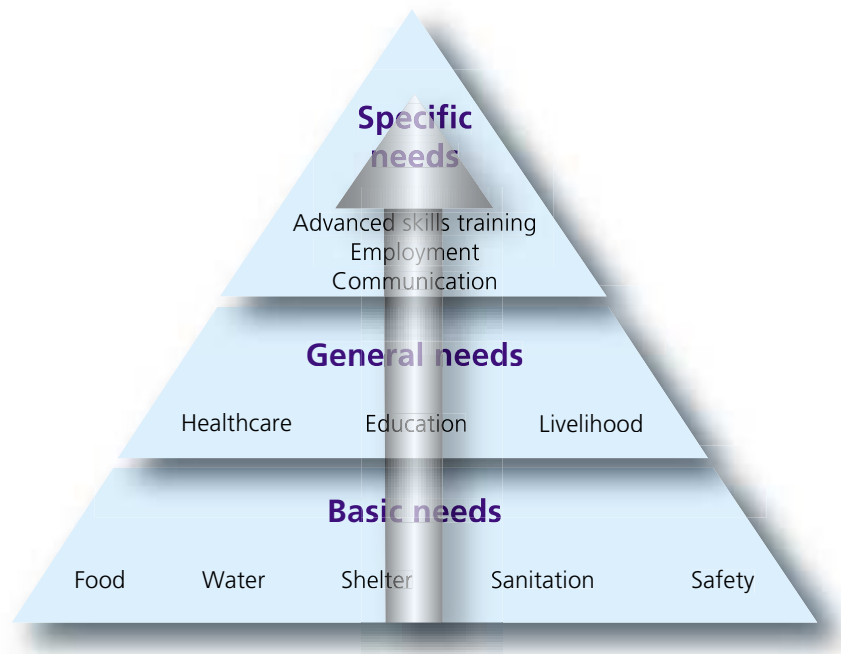 Specific
needs
Advanced skills training
Employment
Communication
General needs
Healthcare Education Livelihood
Basic needs
Food Water Shelter Sanitation Safety